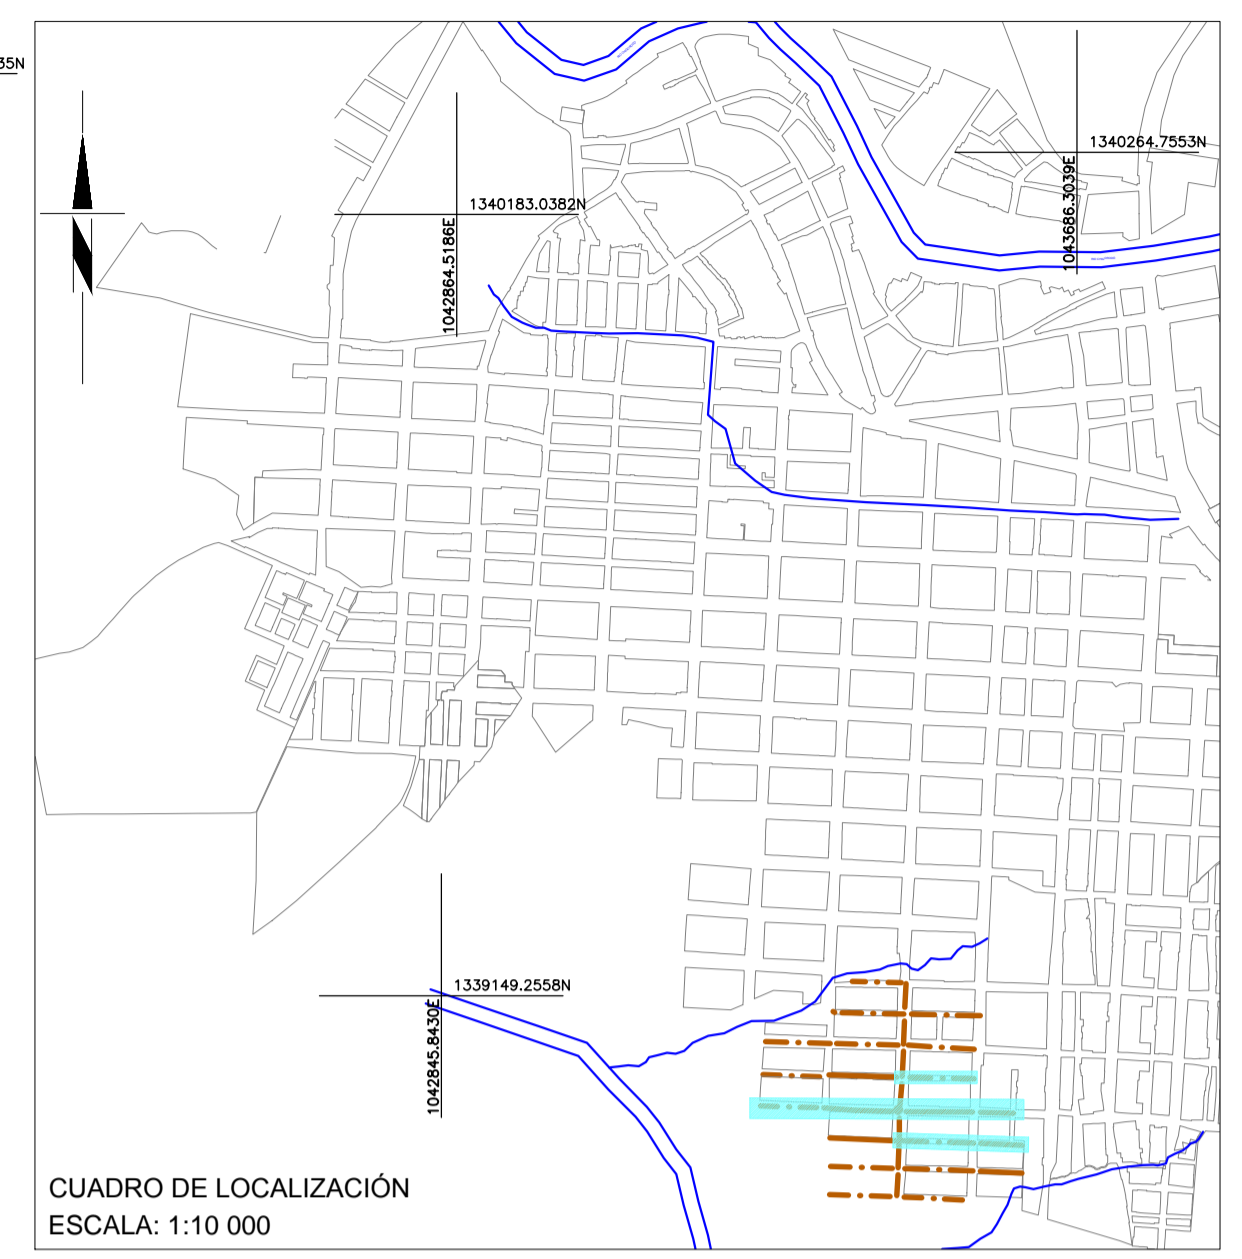 35N
1340264.7553N
1043686.3039E
1340183.0382N
1042864.5186E
1339149.2558N
1042845.8430E
CUADRO DE LOCALIZACIÓN
ESCALA: 1:10 000